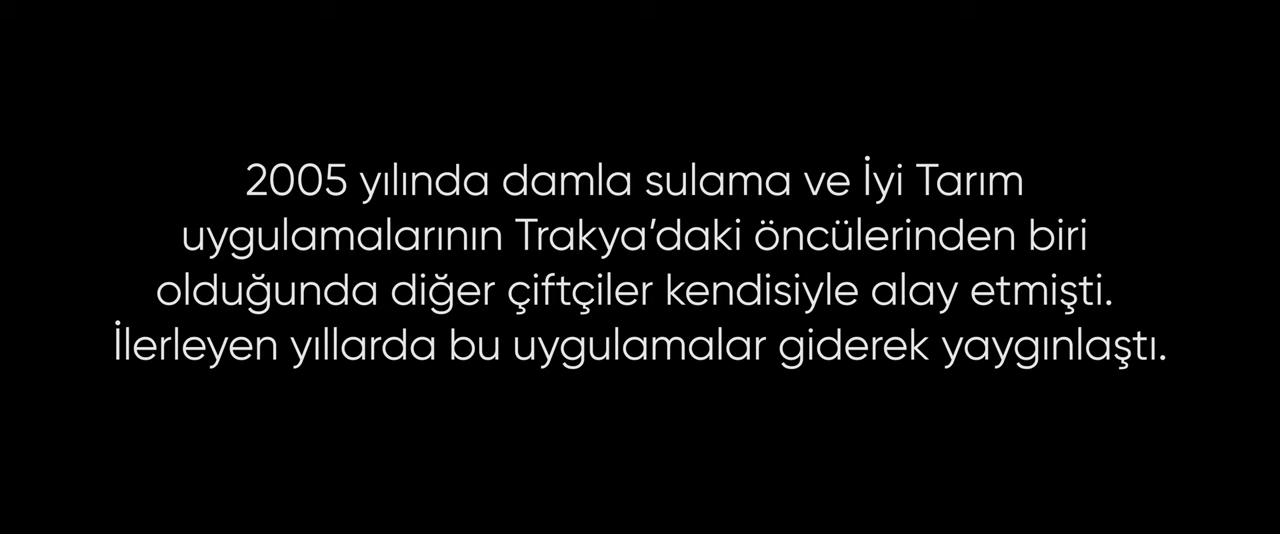 2005 yılında damla sulama ve İyi Tarım
uygulamalarının Trakya’daki öncülerinden biri
olduğunda diğer çiftçiler kendisiyle alay etmişti.
İlerleyen yıllarda bu uygulamalar giderek yaygınlaştı.